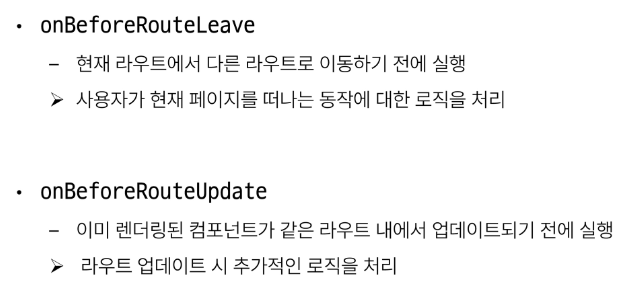 • onBeforeRouteLeave
– 현재 라우트에서 다른 라우트로 이동하기 전에 실행
➢ 사용자가 현재 페이지를 떠나는 동작에 대한 로직을 처리
• onBeforeRouteUpdate
– 이미 렌더링된 컴포넌트가 같은 라우트 내에서 업데이트되기 전에 실행
➢ 라우트 업데이트 시 추가적인 로직을 처리